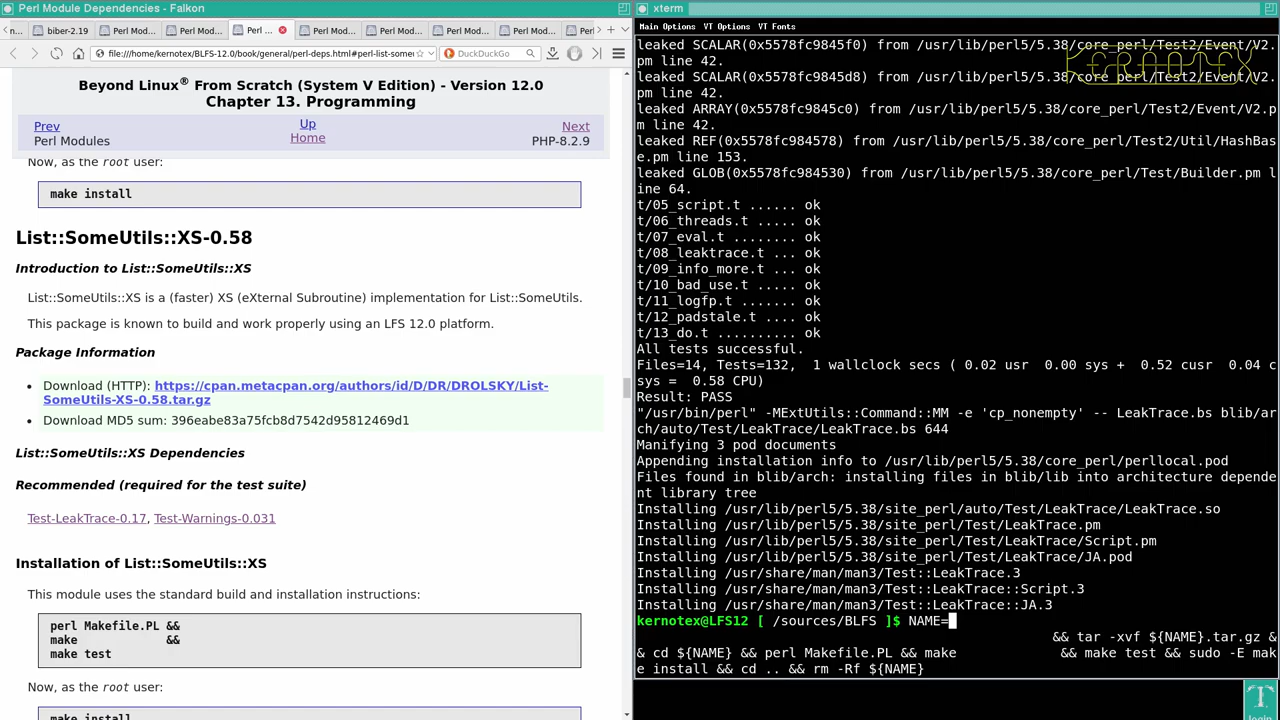 Perl Module Dependencies - Falkon
n...
biber-2.19
Perl Mod...
Perl Mod...
Perl ...
Perl Mod...
Perl Mod...
Perl Mod...
Perl Mod...
Perl Mod...
Perl
file:///home/kernotex/BLFS-12.0/book/general/perl-deps.html#perl-list-some
DuckDuckGo
Beyond Linux® From Scratch (System V Edition) - Version 12.0
Chapter 13. Programming
Prev
Up
Next
Perl Modules
Home
PHP-8.2.9
Now, as the root user:
make install
List::SomeUtils::XS-0.58
Introduction to List::SomeUtils::XS
List::SomeUtils::XS is a (faster) XS (eXternal Subroutine) implementation for List::SomeUtils.
This package is known to build and work properly using an LFS 12.0 platform.
Package Information
Download (HTTP): https://cpan.metacpan.org/authors/id/D/DR/DROLSKY/List-
SomeUtils-XS-0.58.tar.gz
Download MD5 sum: 396eabe83a75fcb8d7542d95812469d1
List::SomeUtils::XS Dependencies
Recommended (required for the test suite)
Test-LeakTrace-0.17, Test-Warnings-0.031
Installation of List::SomeUtils::XS
This module uses the standard build and installation instructions:
perl Makefile.PL &&
make             &&
make test
Now, as the root user:
make install
xterm
Main Options VT Options VT Fonts
KERNOTEX
leaked SCALAR(0x5578fc9845f0) from /usr/lib/perl5/5.38/core_perl/Test2/Event/V2.
pm line 42.
leaked SCALAR(0x5578fc9845d8) from /usr/lib/perl5/5.38/core_perl/Test2/Event/V2.
pm line 42.
leaked ARRAY(0x5578fc9845c0) from /usr/lib/perl5/5.38/core_perl/Test2/Event/V2.p
m line 42.
leaked REF(0x5578fc984578) from /usr/lib/perl5/5.38/core_perl/Test2/Util/HashBas
e.pm line 153.
leaked GLOB(0x5578fc984530) from /usr/lib/perl5/5.38/core_perl/Test/Builder.pm l
ine 64.
t/05_script.t ...... ok
t/06_threads.t ..... ok
t/07_eval.t ........ ok
t/08_leaktrace.t ... ok
t/09_info_more.t ... ok
t/10_bad_use.t ..... ok
t/11_logfp.t ....... ok
t/12_padstale.t .... ok
t/13_do.t .......... ok
All tests successful.
Files=14, Tests=132,  1 wallclock secs ( 0.02 usr  0.00 sys +  0.52 cusr  0.04 c
sys =  0.58 CPU)
Result: PASS
"/usr/bin/perl" -MExtUtils::Command::MM -e 'cp_nonempty' -- LeakTrace.bs blib/ar
ch/auto/Test/LeakTrace/LeakTrace.bs 644
Manifying 3 pod documents
Appending installation info to /usr/lib/perl5/5.38/core_perl/perllocal.pod
Files found in blib/arch: installing files in blib/lib into architecture depende
nt library tree
Installing /usr/lib/perl5/5.38/site_perl/auto/Test/LeakTrace/LeakTrace.so
Installing /usr/lib/perl5/5.38/site_perl/Test/LeakTrace.pm
Installing /usr/lib/perl5/5.38/site_perl/Test/LeakTrace/Script.pm
Installing /usr/lib/perl5/5.38/site_perl/Test/LeakTrace/JA.pod
Installing /usr/share/man/man3/Test::LeakTrace.3
Installing /usr/share/man/man3/Test::LeakTrace::Script.3
Installing /usr/share/man/man3/Test::LeakTrace::JA.3
kernotex@LFS12 [ /sources/BLFS ]$ NAME=
&& tar -xvf ${NAME}.tar.gz &
& cd ${NAME} && perl Makefile.PL && make             && make test && sudo -E mak
e install && cd .. && rm -Rf ${NAME}
login